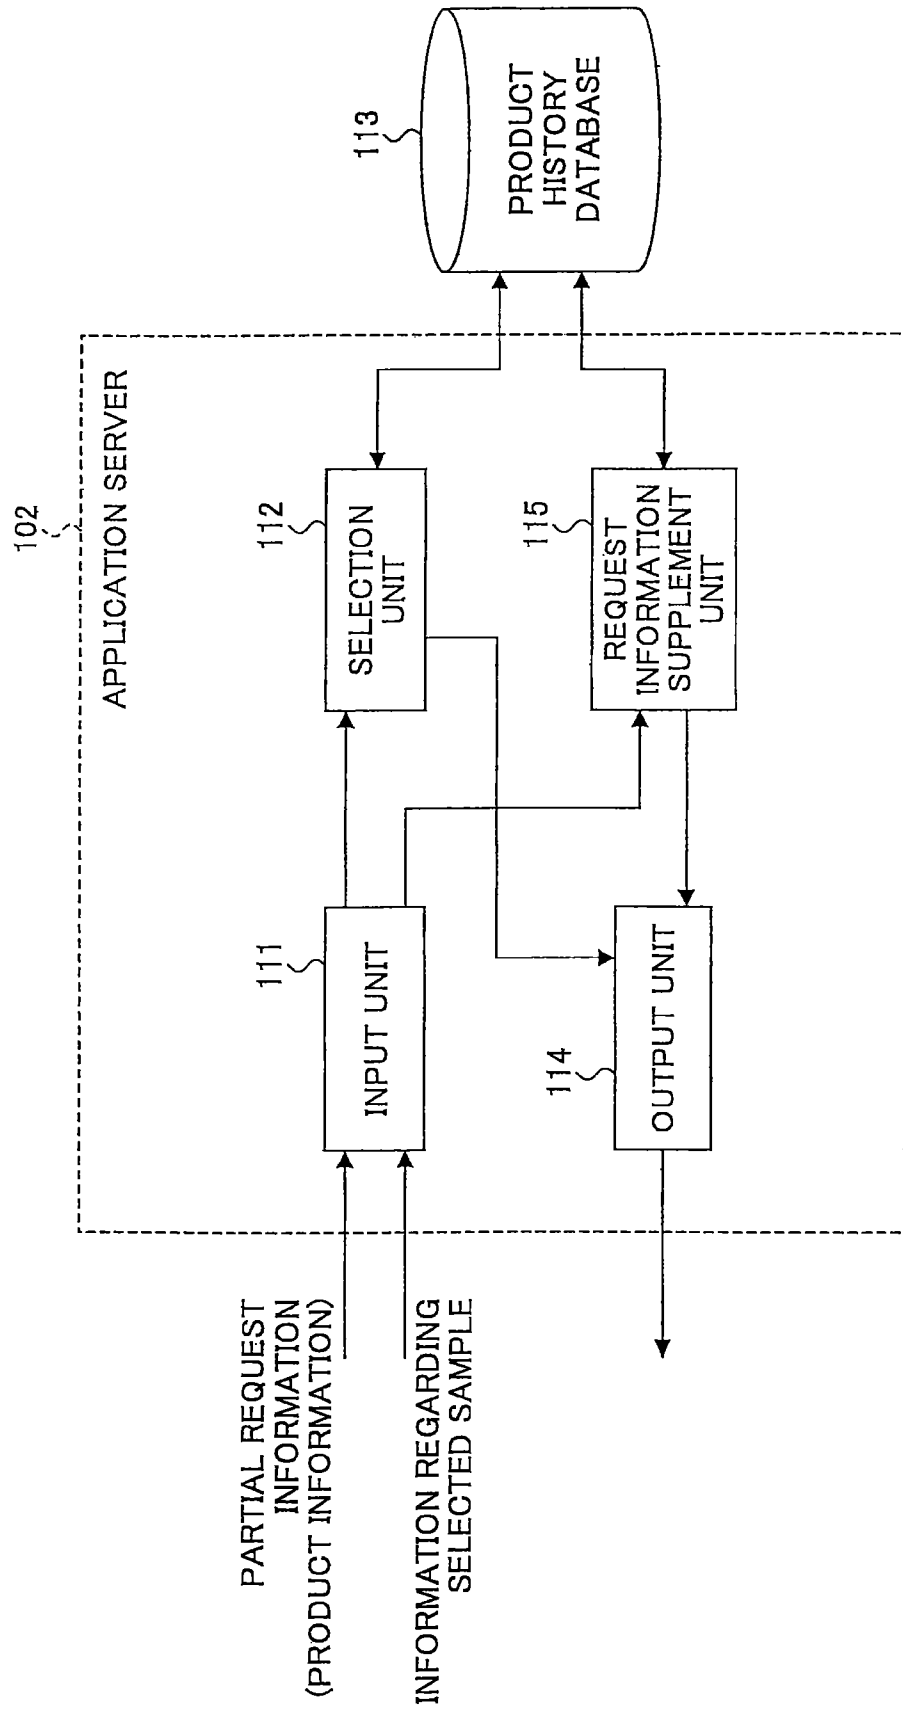 102
APPLICATION SERVER
PARTIAL REQUEST
INFORMATION
(PRODUCT INFORMATION)
INFORMATION REGARDING
SELECTED SAMPLE
111
INPUT UNIT
112
SELECTION
UNIT
113
PRODUCT
HISTORY
DATABASE
114
OUTPUT UNIT
115
REQUEST
INFORMATION
SUPPLEMENT
UNIT